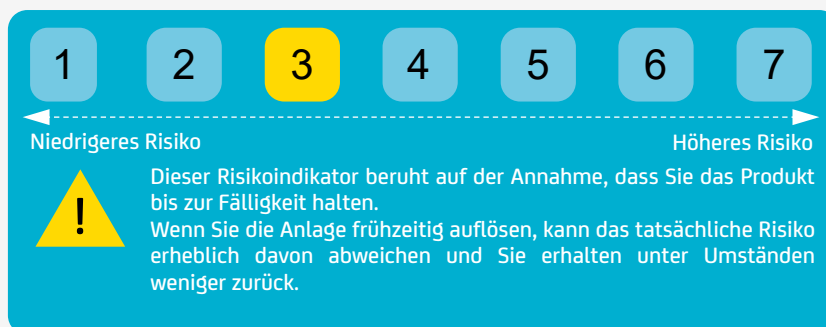 1 2 3 4 5 6 7
Niedrigeres Risiko Höheres Risiko
!
Dieser Risikoindikator beruht auf der Annahme, dass Sie das Produkt
bis zur Fälligkeit halten.
Wenn Sie die Anlage frühzeitig auflösen, kann das tatsächliche Risiko
erheblich davon abweichen und Sie erhalten unter Umständen
weniger zurück.